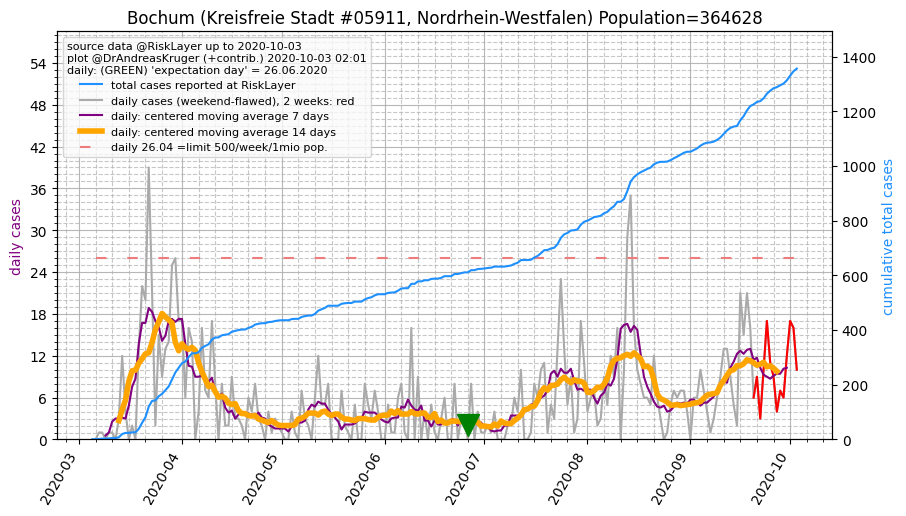 Bochum (Kreisfreie Stadt #05911, Nordrhein-Westfalen) Population=364628
source data @RiskLayer up to 2020-10-03
plot @DrAndreasKruger (+contrib.) 2020-10-03 02:01
daily: (GREEN) 'expectation day' = 26.06.2020
total cases reported at RiskLayer
daily cases (weekend-flawed), 2 weeks: red
daily: centered moving average 7 days
daily: centered moving average 14 days
daily 26.04 =limit 500/week/1mio pop.
daily cases
54
48
42
36
30
24
18
12
6
0
cumulative total cases
1400
1200
1000
800
600
400
200
0
2020-03
2020-04
2020-05
2020-06
2020-07
2020-08
2020-09
2020-10